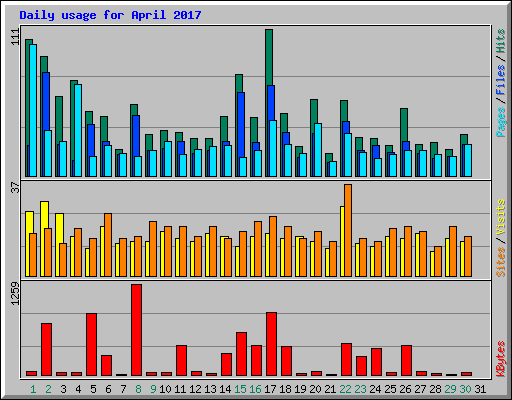 Daily usage for April 2017
111
Pages / Files / Hits
37
Sites / Visits
1259
KBytes
1 2 3 4 5 6 7 8 9 10 11 12 13 14 15 16 17 18 19 20 21 22 23 24 25 26 27 28 29 30 31